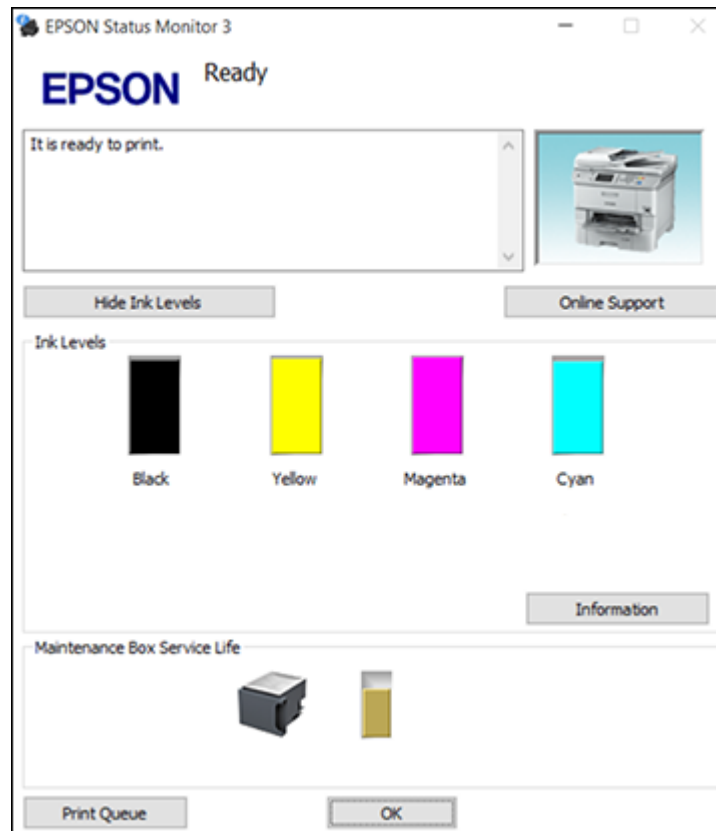 EPSON Status Monitor 3
EPSON
Ready
It is ready to print.
Hide Ink Levels
Online Support
Ink Levels
Black
Yellow
Magenta
Cyan
Information
Maintenance Box Service Life
Print Queue
OK